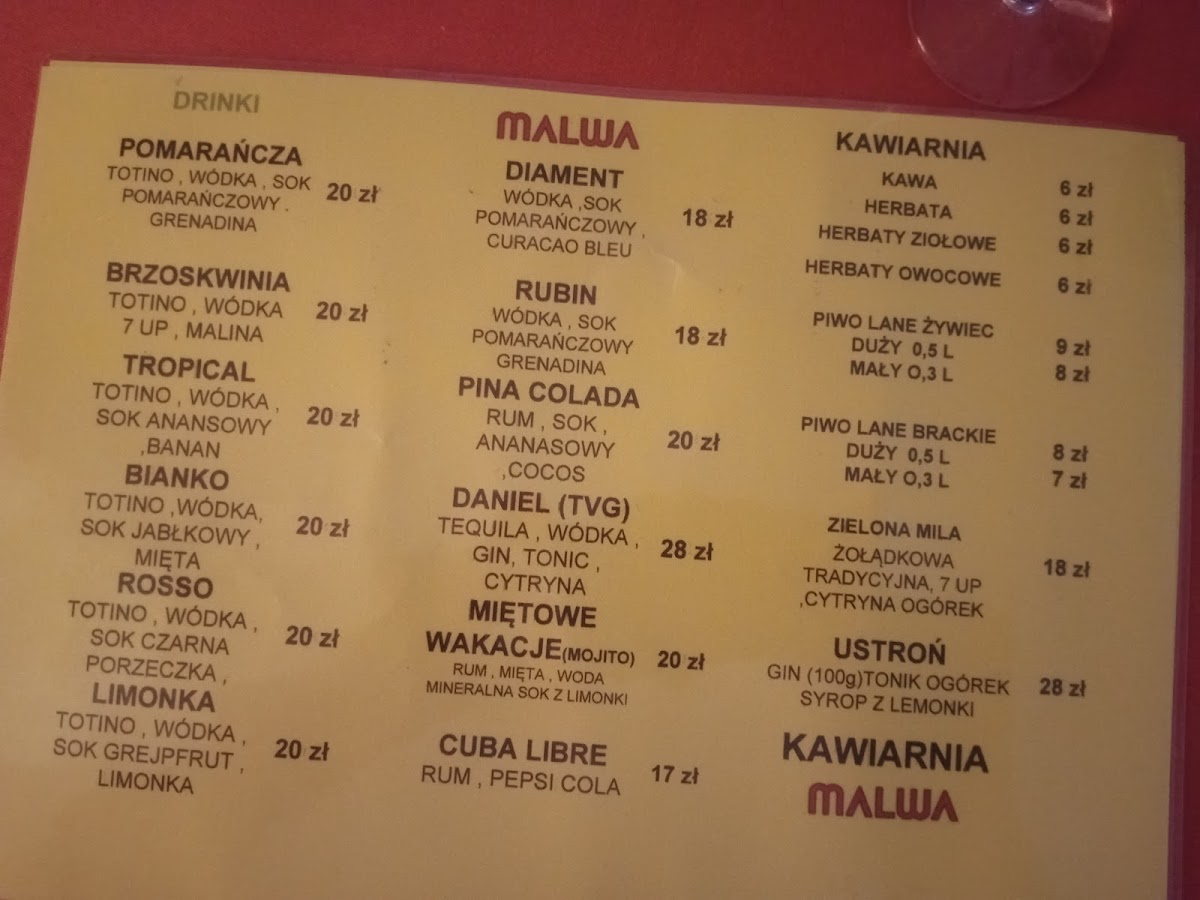 DRINKI
POMARAŃCZA
TOTINO , WÓDKA , SOK
POMARAŃCZOWY .
GRENADINA
20 zł
BRZOSKWINIA
TOTINO , WÓDKA
7 UP , MALINA
20 zł
TROPICAL
TOTINO , WÓDKA ,
SOK ANANSOWY
,BANAN
20 zł
BIANKO
TOTINO ,WÓDKA,
SOK JABŁKOWY ,
MIĘTA
20 zł
ROSSO
TOTINO , WÓDKA ,
SOK CZARNA
PORZECZKA ,
20 zł
LIMONKA
TOTINO , WÓDKA ,
SOK GREJPFRUT ,
LIMONKA
20 zł
MALWA
DIAMENT
WÓDKA ,SOK
POMARAŃCZOWY ,
CURACAO BLEU
18 zł
RUBIN
WÓDKA , SOK
POMARAŃCZOWY
GRENADINA
18 zł
PINA COLADA
RUM , SOK ,
ANANASOWY
,COCOS
20 zł
DANIEL (TVG)
TEQUILA , WÓDKA ,
GIN, TONIC ,
CYTRYNA
28 zł
MIĘTOWE
WAKACJE(MOJITO)
RUM , MIĘTA , WODA
MINERALNA SOK Z LIMONKI
20 zł
CUBA LIBRE
RUM , PEPSI COLA
17 zł
KAWIARNIA
KAWA 6 zł
HERBATA 6 zł
HERBATY ZIOŁOWE 6 zł
HERBATY OWOCOWE 6 zł
PIWO LANE ŻYWIEC
DUŻY 0,5 L 9 zł
MAŁY O,3 L 8 zł
PIWO LANE BRACKIE
DUŻY 0,5 L 8 zł
MAŁY O,3 L 7 zł
ZIELONA MILA
ŻOŁĄDKOWA
TRADYCYJNA, 7 UP
,CYTRYNA OGÓREK
18 zł
USTROŃ
GIN (100g)TONIK OGÓREK
SYROP Z LEMONKI
28 zł
KAWIARNIA
MALWA